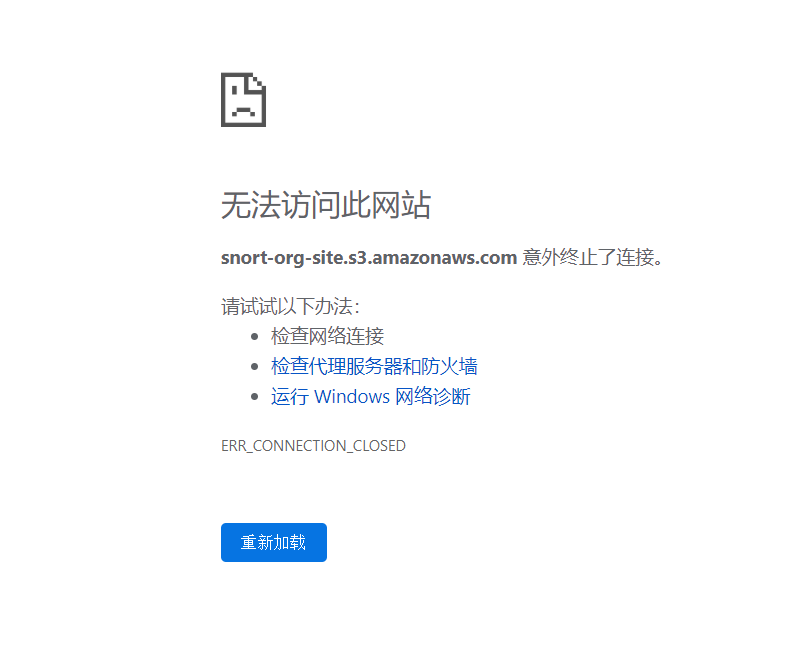 无法访问此网站
snort-org-site.s3.amazonaws.com 意外终止了连接。
请试试以下办法：
检查网络连接
检查代理服务器和防火墙
运行 Windows 网络诊断
ERR_CONNECTION_CLOSED
重新加载